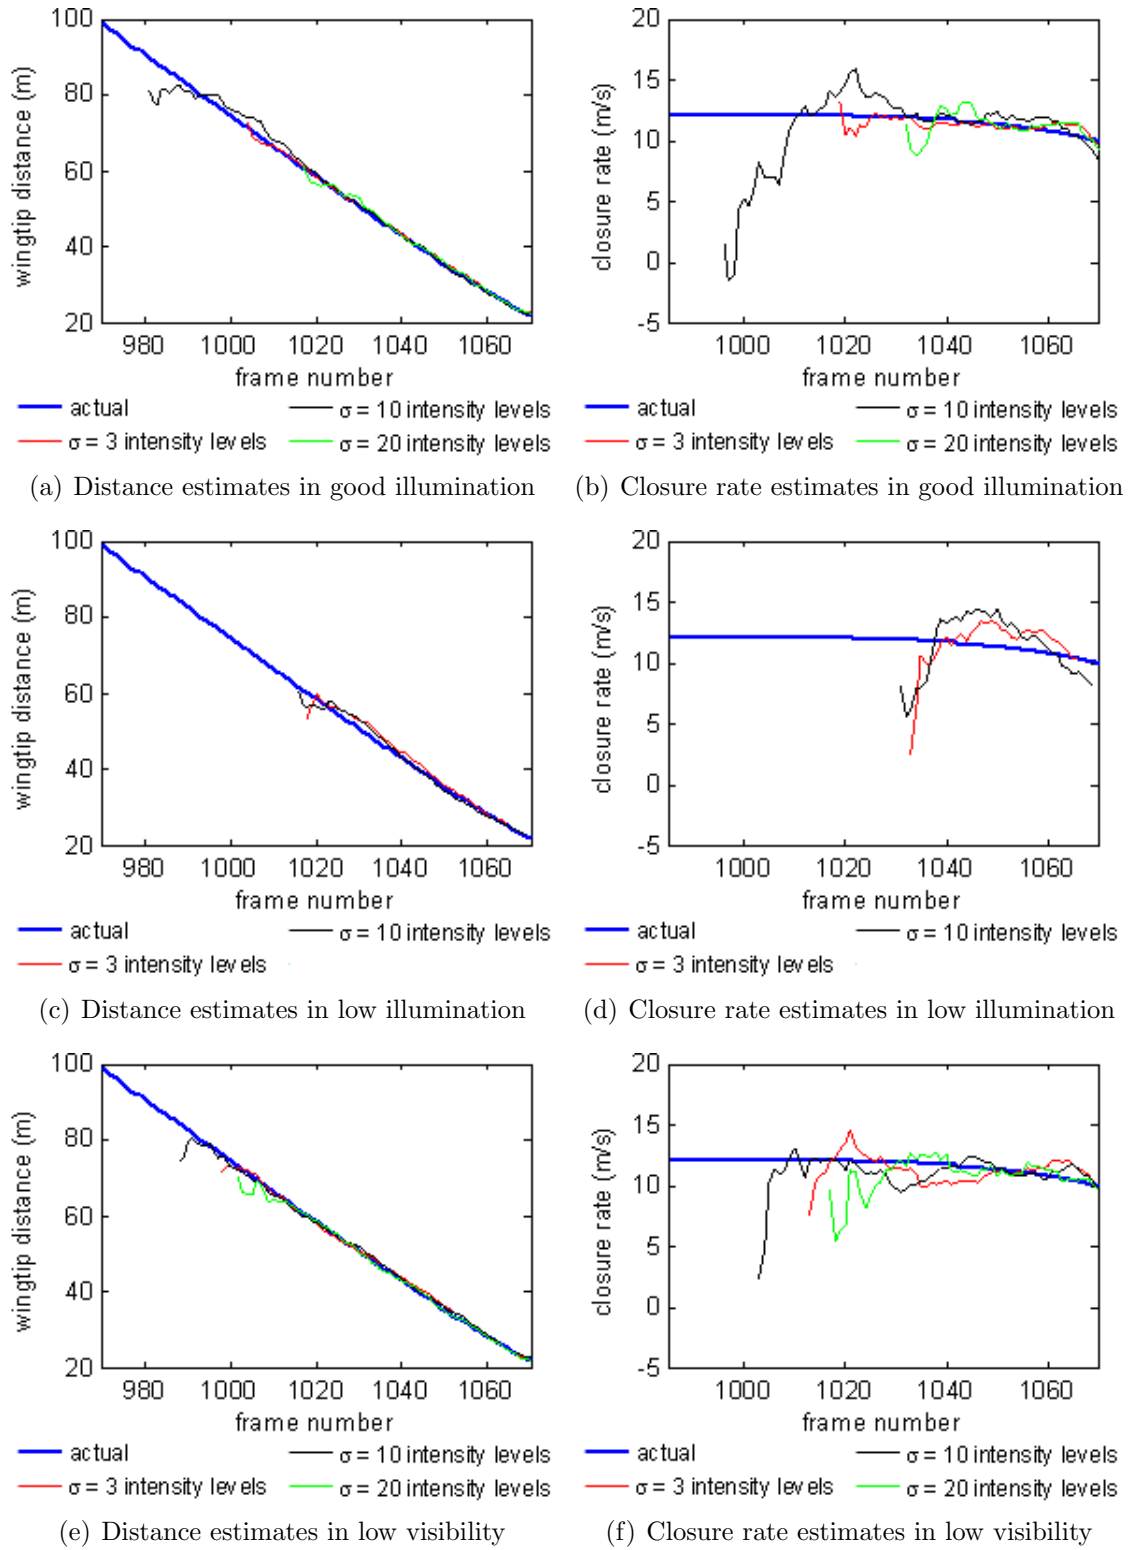 100
80
60
40
20
wingtip distance (m)
980 1000 1020 1040 1060
frame number
actual
σ = 10 intensity levels
σ = 3 intensity levels
σ = 20 intensity levels
(a) Distance estimates in good illumination
20
15
10
5
0
-5
closure rate (m/s)
1000 1020 1040 1060
frame number
actual
σ = 10 intensity levels
σ = 3 intensity levels
σ = 20 intensity levels
(b) Closure rate estimates in good illumination
100
80
60
40
20
wingtip distance (m)
980 1000 1020 1040 1060
frame number
actual
σ = 10 intensity levels
σ = 3 intensity levels
(c) Distance estimates in low illumination
20
15
10
5
0
-5
closure rate (m/s)
1000 1020 1040 1060
frame number
actual
σ = 10 intensity levels
σ = 3 intensity levels
(d) Closure rate estimates in low illumination
100
80
60
40
20
wingtip distance (m)
980 1000 1020 1040 1060
frame number
actual
σ = 10 intensity levels
σ = 3 intensity levels
σ = 20 intensity levels
(e) Distance estimates in low visibility
20
15
10
5
0
-5
closure rate (m/s)
1000 1020 1040 1060
frame number
actual
σ = 10 intensity levels
σ = 3 intensity levels
σ = 20 intensity levels
(f) Closure rate estimates in low visibility